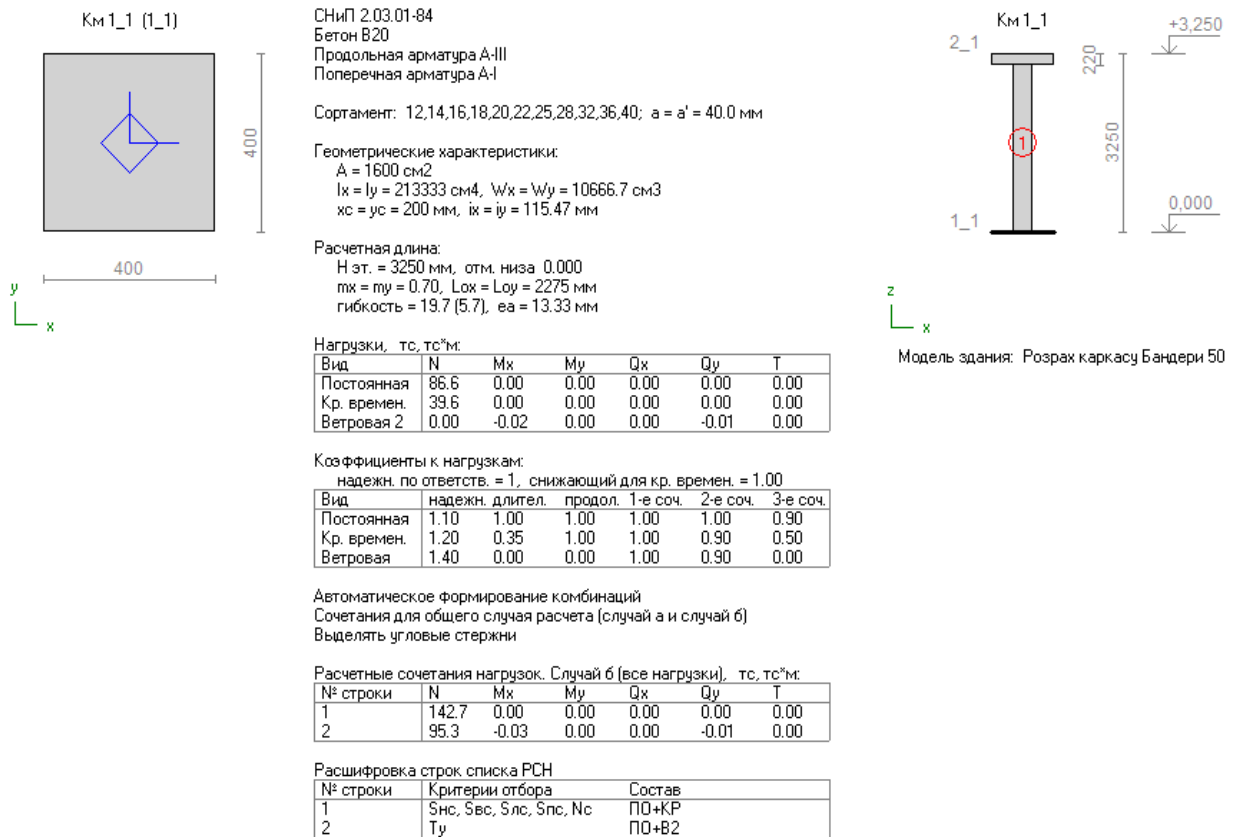 Км 1_1 (1_1)
400
400
y
x
СНиП 2.03.01-84
Бетон B20
Продольная арматура A-III
Поперечная арматура A-I
Сортамент: 12,14,16,18,20,22,25,28,32,36,40; a = a' = 40.0 мм
Геометрические характеристики:
A = 1600 см2
Ix = Iy = 213333 см4, Wx = Wy = 10666.7 см3
xc = yc = 200 мм, ix = iy = 115.47 мм
Расчетная длина:
H эт. = 3250 мм, отм. низа 0.000
mx = my = 0.70, Lox = Loy = 2275 мм
гибкость = 19.7 (5.7), ea = 13.33 мм
Нагрузки, тс, тс*м:
Вид N Mx My Qx Qy T
Постоянная 86.6 0.00 0.00 0.00 0.00 0.00
Кр. времен. 39.6 0.00 0.00 0.00 0.00 0.00
Ветровая 2 0.00 -0.02 0.00 0.00 -0.01 0.00
Коэффициенты к нагрузкам:
надежн. по ответств. = 1, снижающий для кр. времен. = 1.00
Вид надежн. длител. продол. 1-е соч. 2-е соч. 3-е соч.
Постоянная 1.10 1.00 1.00 1.00 1.00 0.90
Кр. времен. 1.20 0.35 1.00 1.00 0.90 0.50
Ветровая 1.40 0.00 0.00 1.00 0.90 0.00
Автоматическое формирование комбинаций
Сочетания для общего случая расчета (случай а и случай б)
Выделять угловые стержни
Расчетные сочетания нагрузок. Случай б (все нагрузки), тс, тс*м:
№ строки N Mx My Qx Qy T
1 142.7 0.00 0.00 0.00 0.00 0.00
2 95.3 -0.03 0.00 0.00 -0.01 0.00
Расшифровка строк списка РСН
№ строки Критерии отбора Состав
1 Sнс, Sвс, Sлс, Sпс, Nc ПО+КР
2 Ty ПО+В2
Км 1_1
2_1
220
+3,250
1
3250
1_1
0,000
z
x
Модель здания: Розрах каркасу Бандери 50